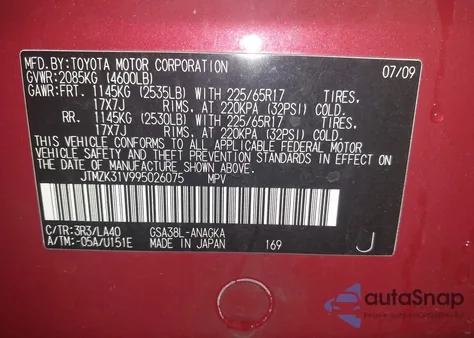 MFD.BY:TOYOTA MOTOR CORPORATION 07/09
GVWR:2085KG (4600LB)
GAWR:FRT. 1145KG (2535LB) WITH 225/65R17 TIRES,
17X7J RIMS, AT 220KPA (32PSI) COLD
RR. 1145KG (2530LB) WITH 225/65R17 TIRES,
17X7J RIMS, AT 220KPA (32PSI) COLD
THIS VEHICLE CONFORMS TO ALL APPLICABLE FEDERAL MOTOR
VEHICLE SAFETY AND THEFT PREVENTION STANDARDS IN EFFECT ON
THE DATE OF MANUFACTURE SHOWN ABOVE.
JTMZK31V995026075 MPV
C/TR:3R3/LA40 GSA38L-ANAGKA
A/TM:-05A/U151E MADE IN JAPAN 169 J
autoSnap